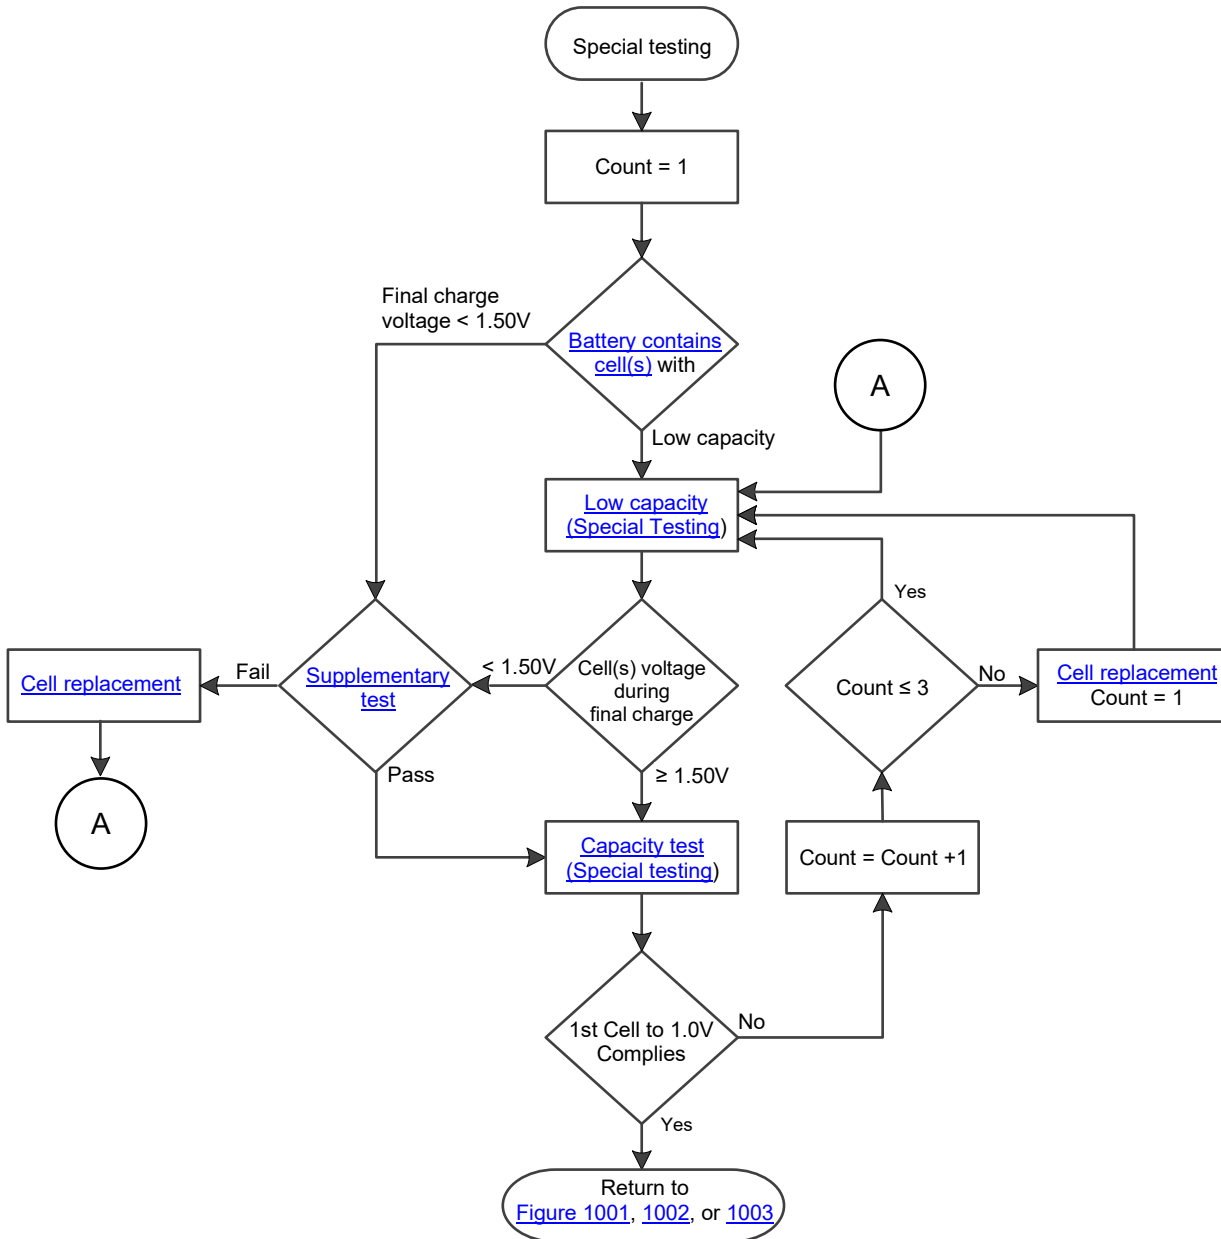 Special testing
Count = 1
Final charge
voltage < 1.50V
Battery contains
cell(s) with
A
Low capacity
Low capacity
(Special Testing)
Yes
Cell replacement
Fail
Supplementary
test
< 1.50V
Cell(s) voltage
during
final charge
Count ≤ 3
No
Cell replacement
Count = 1
Pass
≥ 1.50V
A
Capacity test
(Special testing)
Count = Count +1
1st Cell to 1.0V
Complies
No
Yes
Return to
Figure 1001, 1002, or 1003